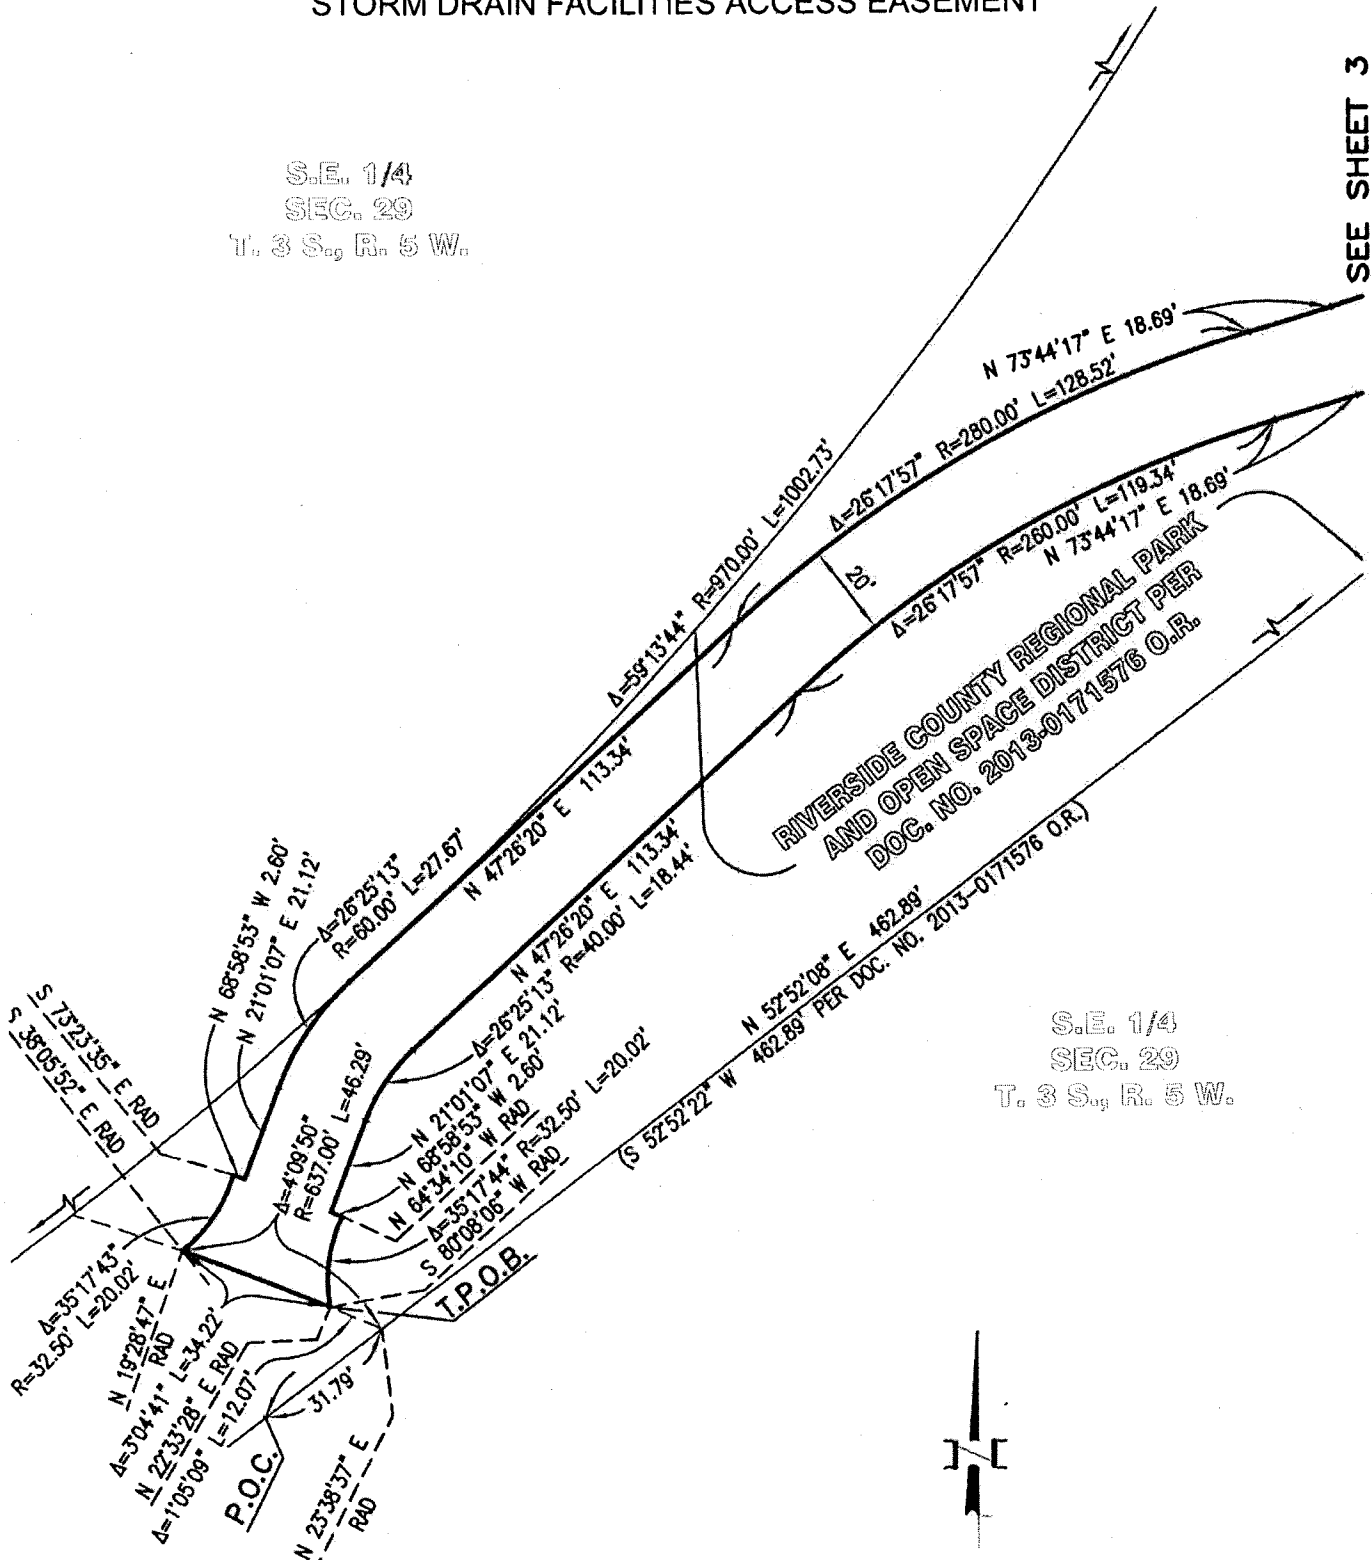 STORM DRAIN FACILITIES ACCESS EASEMENT
SEE SHEET 3
S.E. 1/4
SEC. 29
T. 3 S., R. 5 W.
N 73°44'17" E 18.69'
Δ=26°17'57" R=280.00' L=128.52'
Δ=59°13'44" R=970.00' L=1002.73'
20'
Δ=26°17'57" R=260.00' L=119.34'
N 73°44'17" E 18.69'
RIVERSIDE COUNTY REGIONAL PARK
AND OPEN SPACE DISTRICT PER
DOC. NO. 2013-0171576 O.R.
N 47°26'20" E 113.34'
N 47°26'20" E 113.34'
Δ=26°25'13" R=40.00' L=18.44'
Δ=26°25'13"
R=60.00' L=27.67'
N 68°58'53" W 2.60'
N 21°01'07" E 21.12'
S 73°23'35" E RAD
S 38°05'52" E RAD
Δ=4°09'50"
R=637.00' L=46.29'
N 21°01'07" E 21.12'
N 68°58'53" W 2.60'
N 64°34'10" W RAD
Δ=35°17'44" R=32.50' L=20.02'
S 80°08'06" W RAD
T.P.O.B.
N 52°52'08" E 462.89'
(S 52°52'22" W 462.89' PER DOC. NO. 2013-0171576 O.R.)
S.E. 1/4
SEC. 29
T. 3 S., R. 5 W.
Δ=35°17'43"
R=32.50' L=20.02'
N 19°28'47" E
RAD
Δ=3°04'41" L=34.22'
N 22°33'28" E RAD
Δ=1°05'09" L=12.07'
31.79'
P.O.C.
N 23°38'37" E
RAD